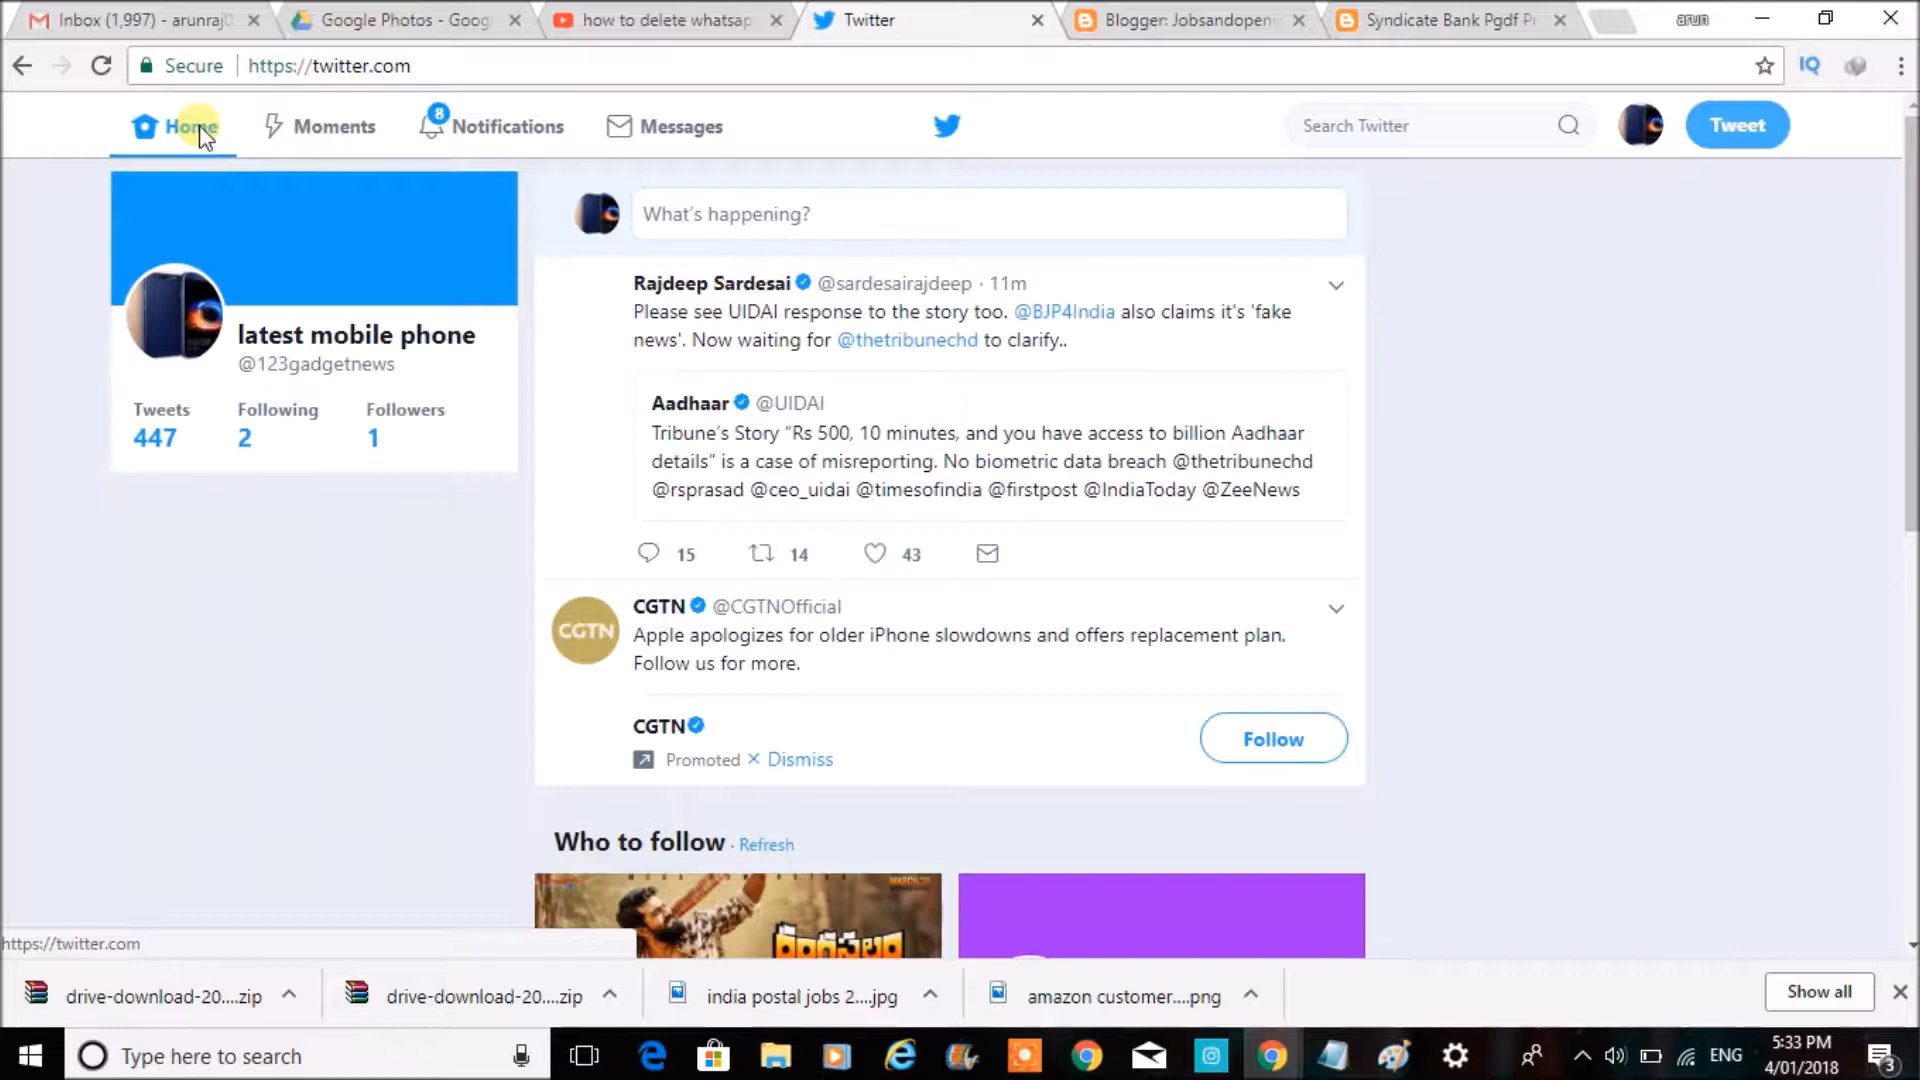 Inbox (1,997) - arunraj
Google Photos - Goog
how to delete whatsap
Twitter
Blogger: Jobsandopen
Syndicate Bank Pgdf P
arun
Secure
https://twitter.com
IQ
Home
Moments
8
Notifications
Messages
Search Twitter
Tweet
What's happening?
latest mobile phone
@123gadgetnews
Tweets Following Followers
447 2 1
Rajdeep Sardesai @sardesairajdeep · 11m
Please see UIDAI response to the story too. @BJP4India also claims it's 'fake
news'. Now waiting for @thetribunechd to clarify..
Aadhaar @UIDAI
Tribune's Story “Rs 500, 10 minutes, and you have access to billion Aadhaar
details” is a case of misreporting. No biometric data breach @thetribunechd
@rsprasad @ceo_uidai @timesofindia @firstpost @IndiaToday @ZeeNews
15 14 43
CGTN
CGTN @CGTNOfficial
Apple apologizes for older iPhone slowdowns and offers replacement plan.
Follow us for more.
CGTN
Promoted × Dismiss
Follow
Who to follow · Refresh
రంగస్థలం
https://twitter.com
drive-download-20....zip
drive-download-20....zip
india postal jobs 2....jpg
amazon customer....png
Show all
Type here to search
ENG
5:33 PM
4/01/2018
3